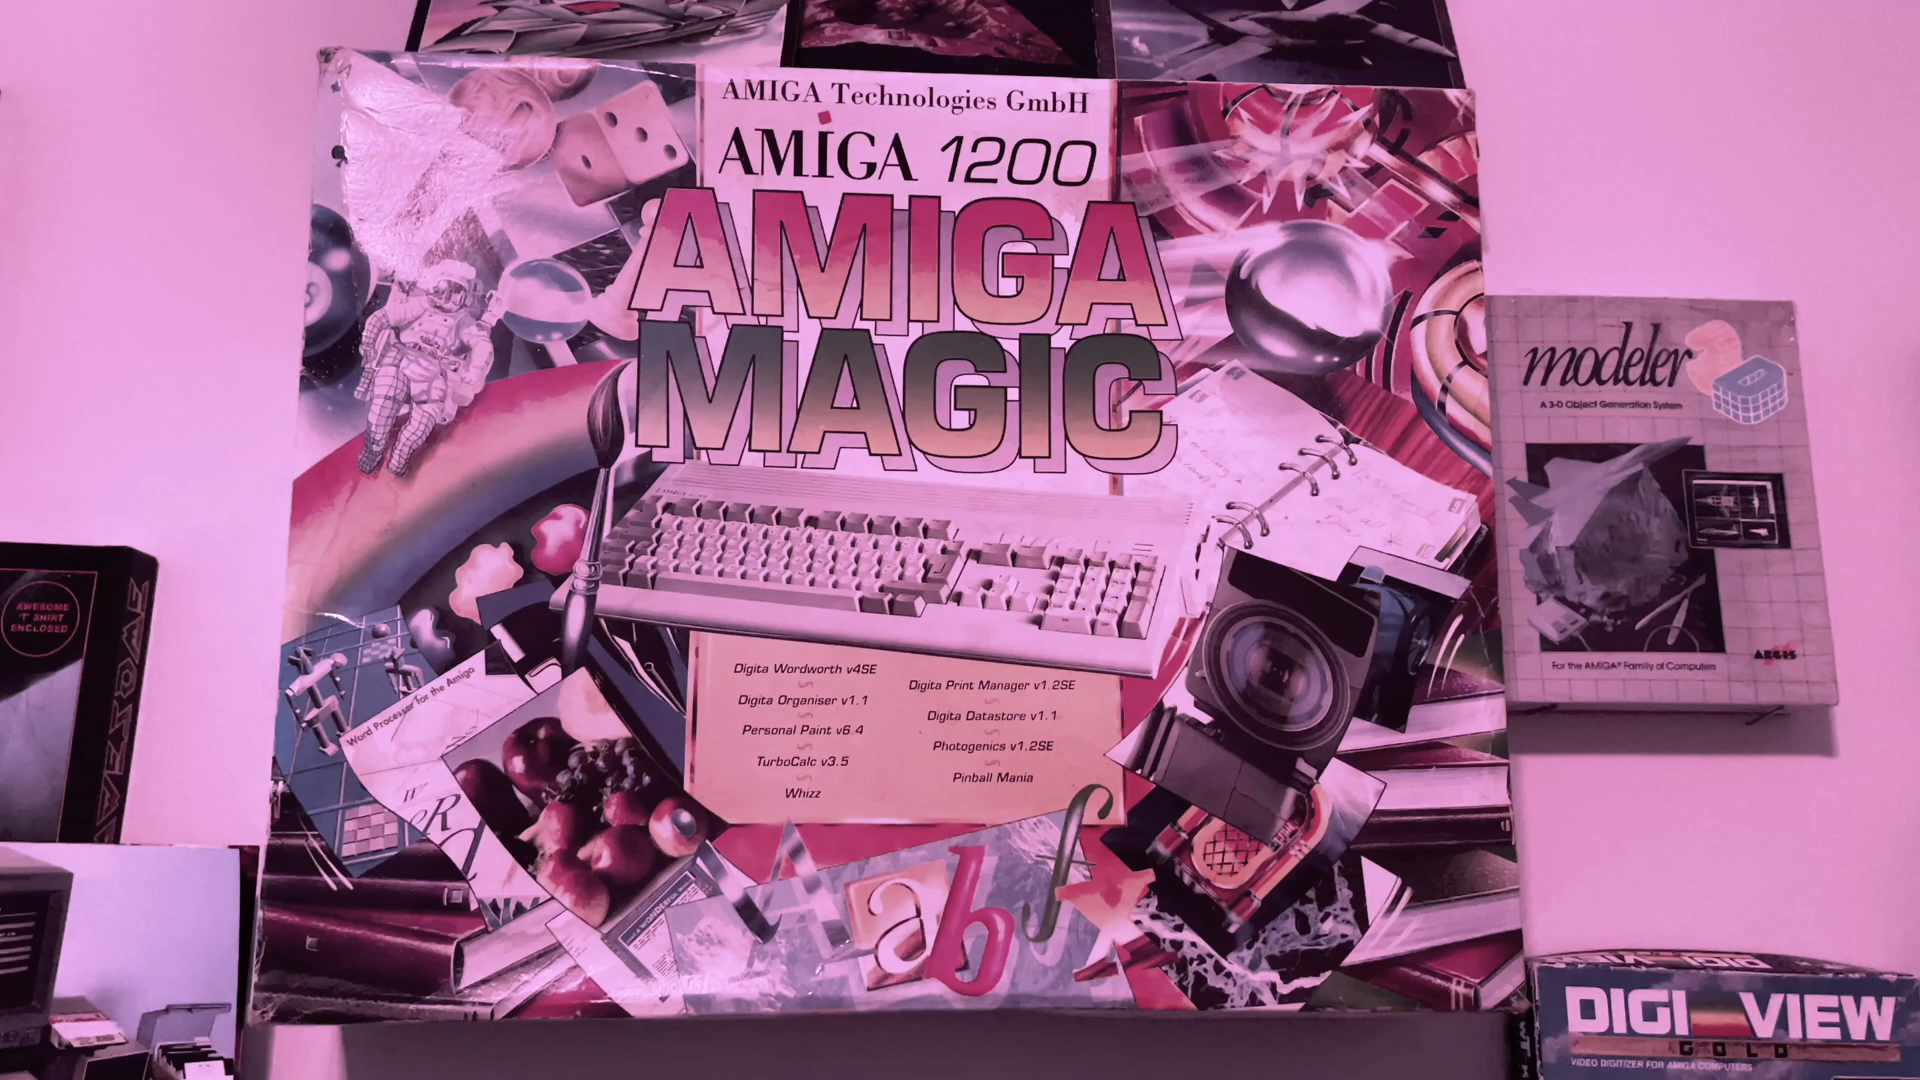 AMIGA Technologies GmbH
AMIGA 1200
AMIGA
MAGIC
Digita Wordworth v4SE
Digita Organiser v1.1
Personal Paint v6.4
TurboCalc v3.5
Whizz
Digita Print Manager v1.2SE
Digita Datastore v1.1
Photogenics v1.2SE
Pinball Mania
Word Processor for the Amiga
a b f
modeler
A 3-D Object Generation System
For the AMIGA® Family of Computers
AEGIS
AWESOME
'T' SHIRT
ENCLOSED
AWESOME
DIGI VIEW
GOLD
VIDEO DIGITIZER FOR AMIGA COMPUTERS